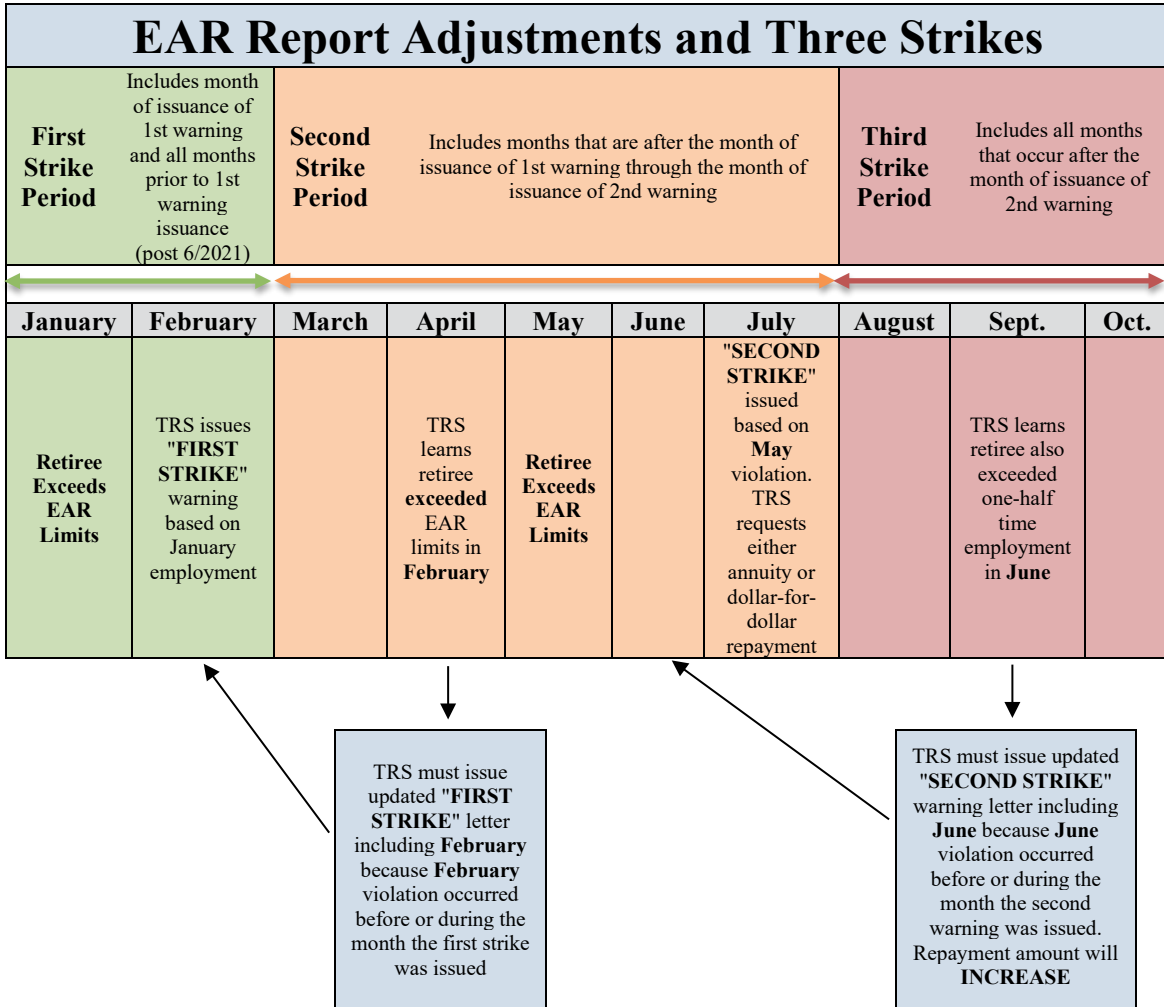 EAR Report Adjustments and Three Strikes
First
Strike
Period
Includes month
of issuance of
1st warning
and all months
prior to 1st
warning
issuance
(post 6/2021)
Second
Strike
Period
Includes months that are after the month of
issuance of 1st warning through the month of
issuance of 2nd warning
Third
Strike
Period
Includes all months
that occur after the
month of issuance of
2nd warning
January February March April May June July August Sept. Oct.
Retiree
Exceeds
EAR
Limits
TRS issues
"FIRST
STRIKE"
warning
based on
January
employment
TRS
learns
retiree
exceeded
EAR
limits in
February
Retiree
Exceeds
EAR
Limits
"SECOND
STRIKE"
issued
based on
May
violation.
TRS
requests
either
annuity or
dollar-for-
dollar
repayment
TRS learns
retiree also
exceeded
one-half
time
employment
in June
TRS must issue
updated "FIRST
STRIKE" letter
including February
because February
violation occurred
before or during the
month the first strike
was issued
TRS must issue updated
"SECOND STRIKE"
warning letter including
June because June
violation occurred
before or during the
month the second
warning was issued.
Repayment amount will
INCREASE